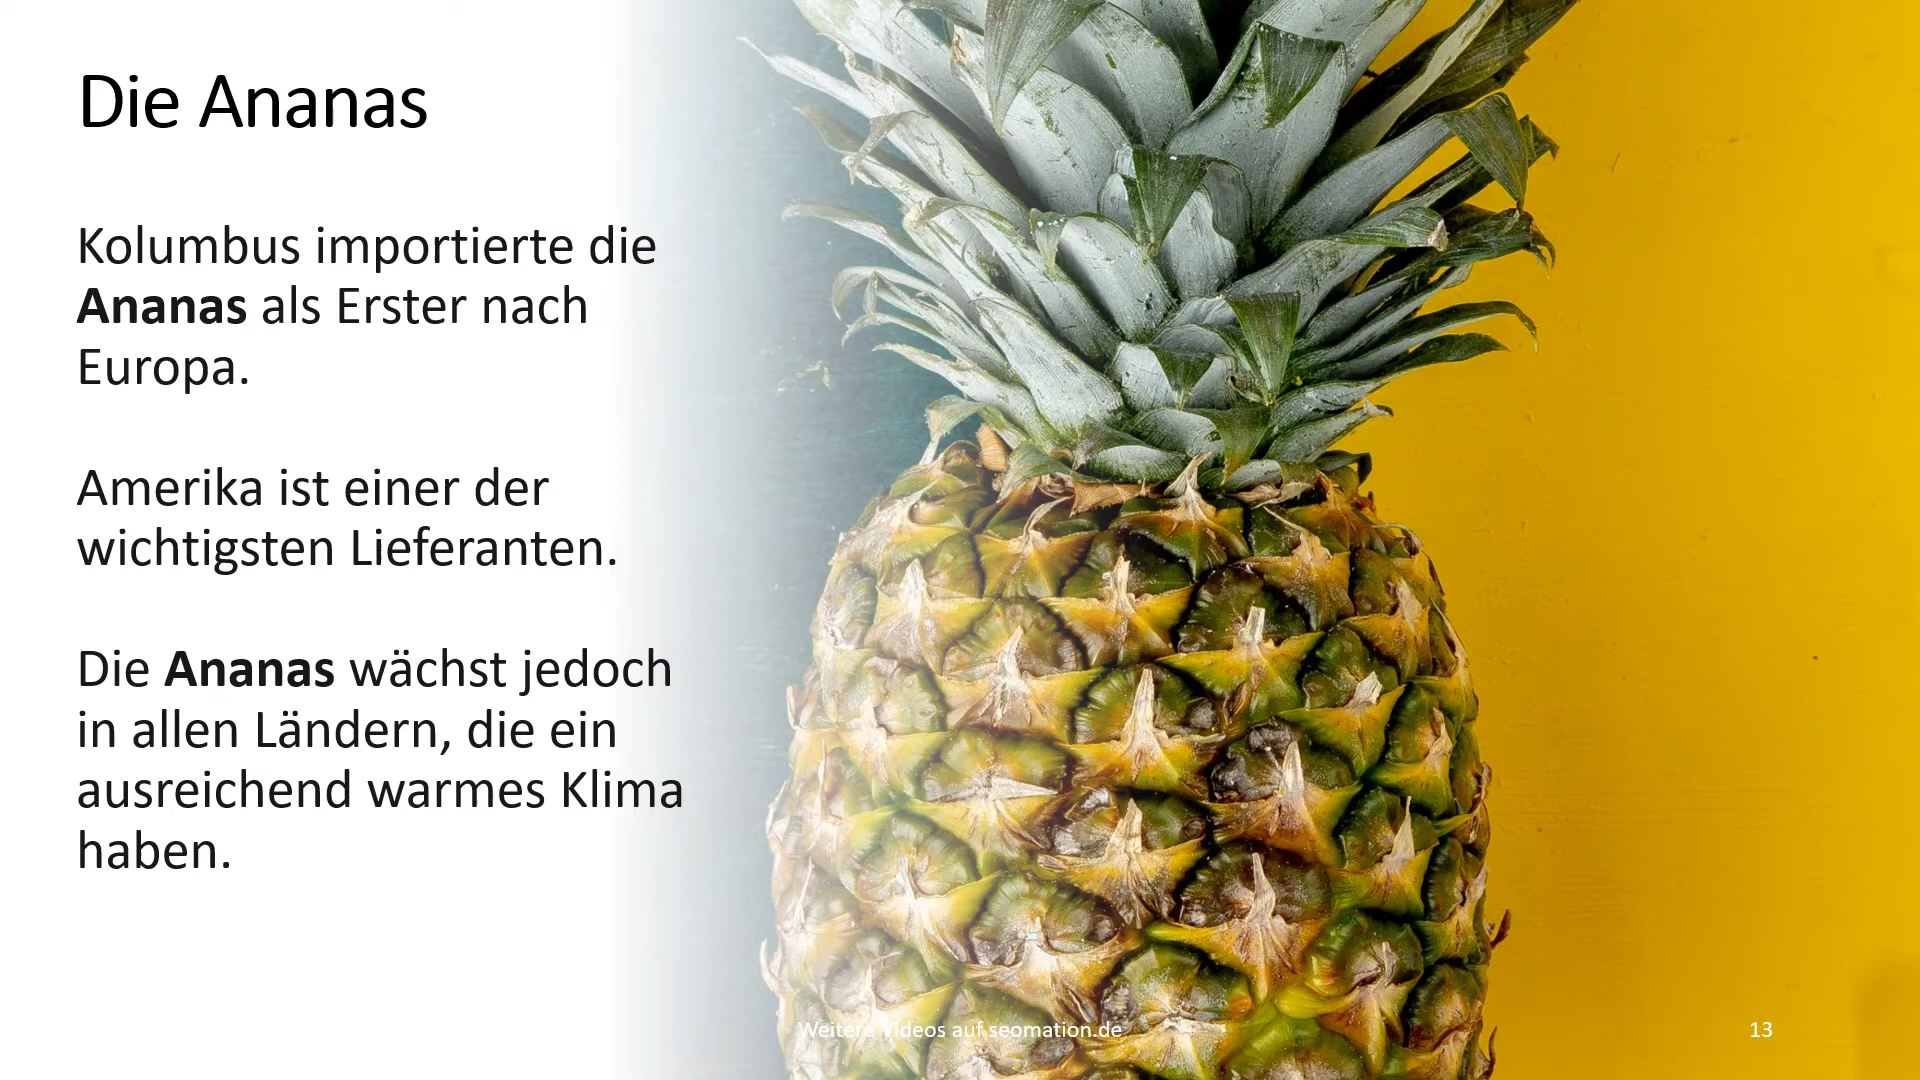 Die Ananas
Kolumbus importierte die
Ananas als Erster nach
Europa.
Amerika ist einer der
wichtigsten Lieferanten.
Die Ananas wächst jedoch
in allen Ländern, die ein
ausreichend warmes Klima
haben.
Weitere Videos auf seomation.de
13